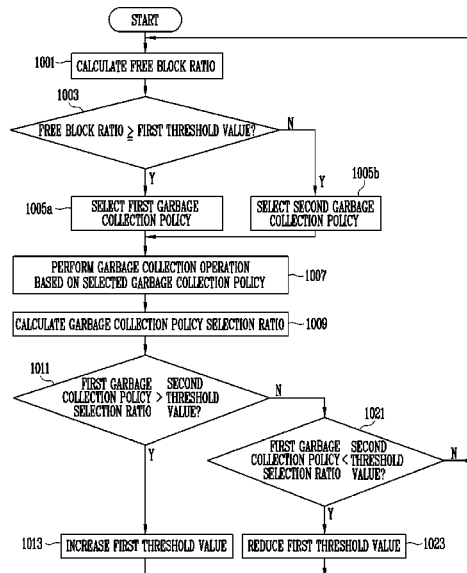 START
1001
CALCULATE FREE BLOCK RATIO
1003
FREE BLOCK RATIO ≥ FIRST THRESHOLD VALUE?
N
Y
Y
1005a
SELECT FIRST GARBAGE
COLLECTION POLICY
1005b
SELECT SECOND GARBAGE
COLLECTION POLICY
PERFORM GARBAGE COLLECTION OPERATION
BASED ON SELECTED GARBAGE COLLECTION POLICY
1007
CALCULATE GARBAGE COLLECTION POLICY SELECTION RATIO
1009
1011
FIRST GARBAGE SECOND
COLLECTION POLICY > THRESHOLD
SELECTION RATIO VALUE?
N
Y
1021
FIRST GARBAGE SECOND
COLLECTION POLICY < THRESHOLD
SELECTION RATIO VALUE?
N
Y
1013
INCREASE FIRST THRESHOLD VALUE
REDUCE FIRST THRESHOLD VALUE
1023